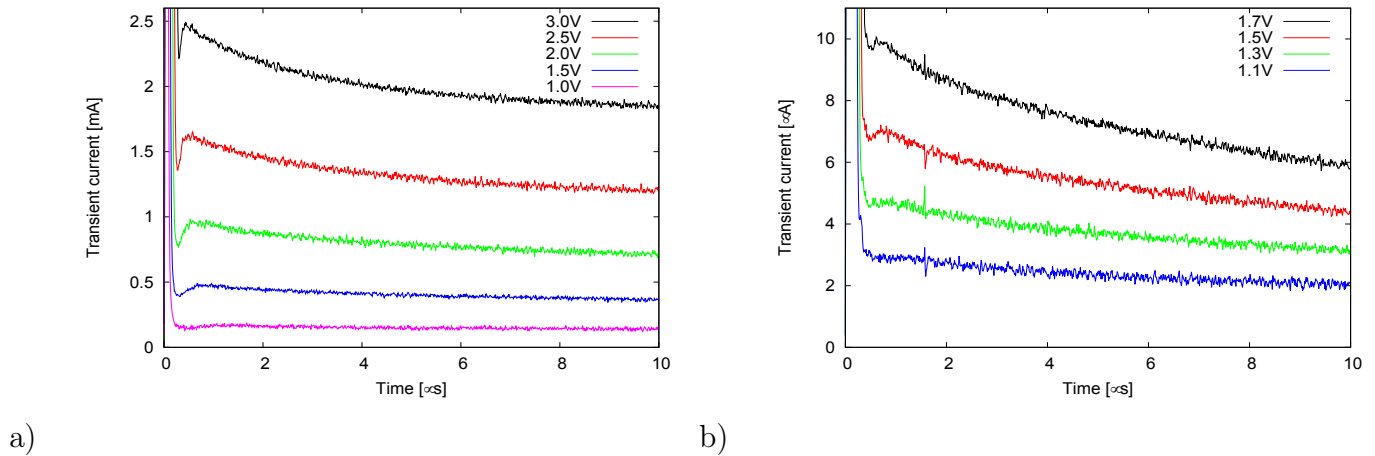 2.5
2
1.5
1
0.5
0
0
2
4
6
8
10
Transient current [mA]
Time [∝s]
3.0V
2.5V
2.0V
1.5V
1.0V
a)
10
8
6
4
2
0
0
2
4
6
8
10
Transient current [∝A]
Time [∝s]
1.7V
1.5V
1.3V
1.1V
b)